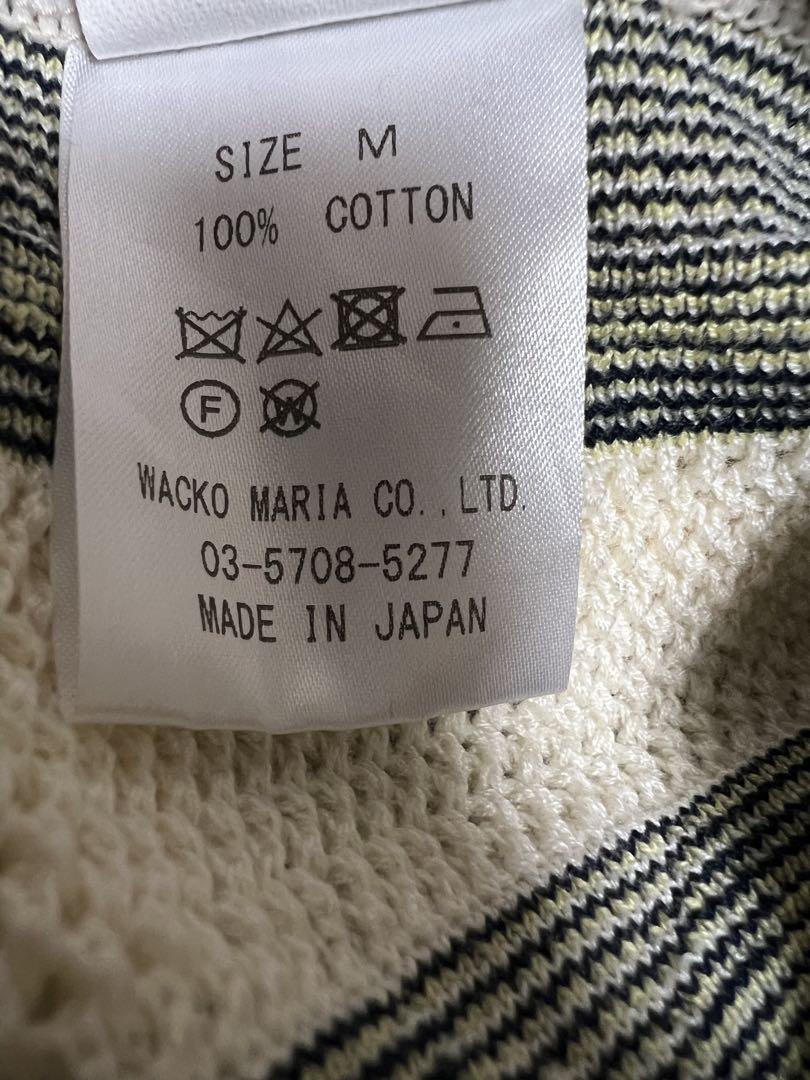 SIZE M
100% COTTON
F W
WACKO MARIA CO.,LTD.
03-5708-5277
MADE IN JAPAN